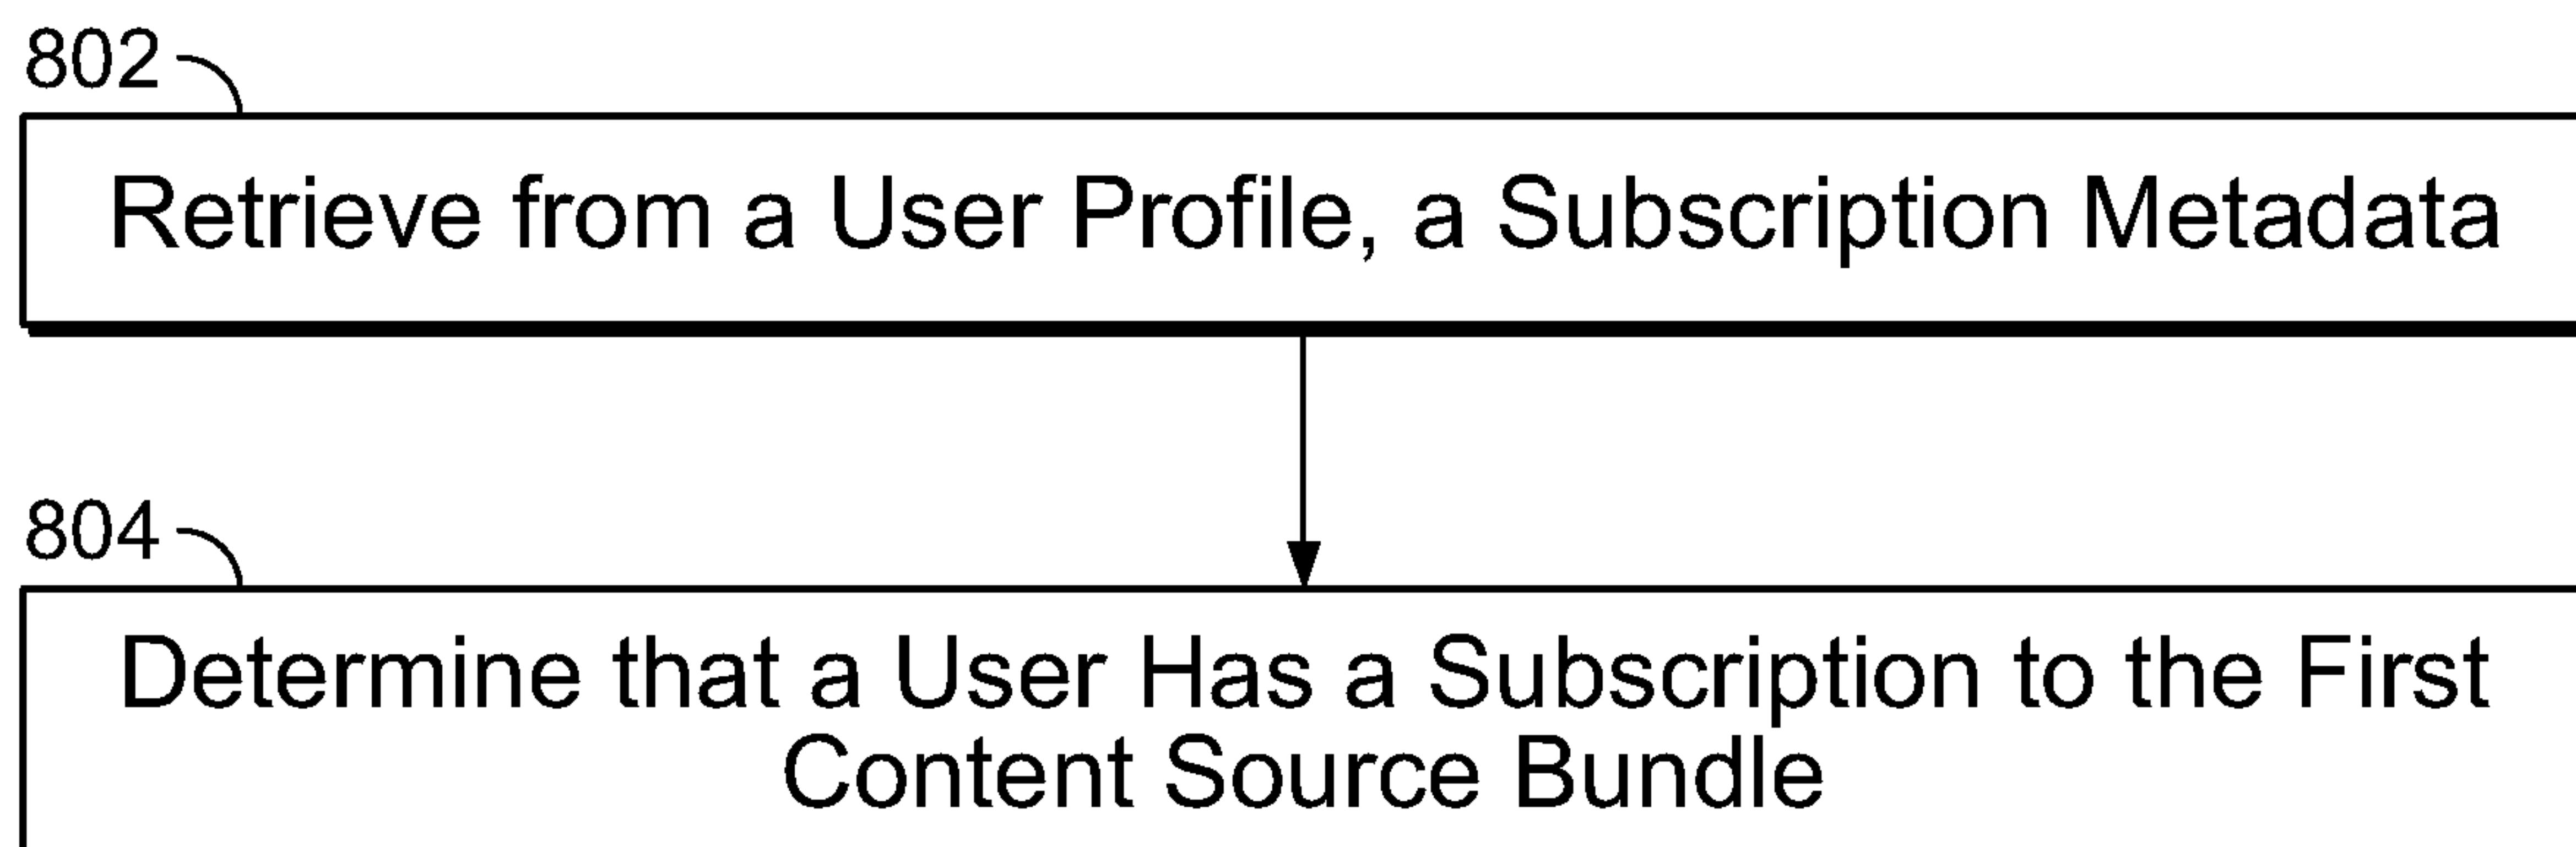 802
Retrieve from a User Profile, a Subscription Metadata
804
Determine that a User Has a Subscription to the First
Content Source Bundle